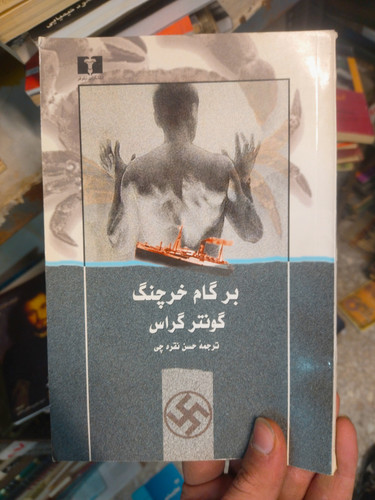 بر گام خرچنگ
گونتر گراس
ترجمهٔ حسن نقره چی